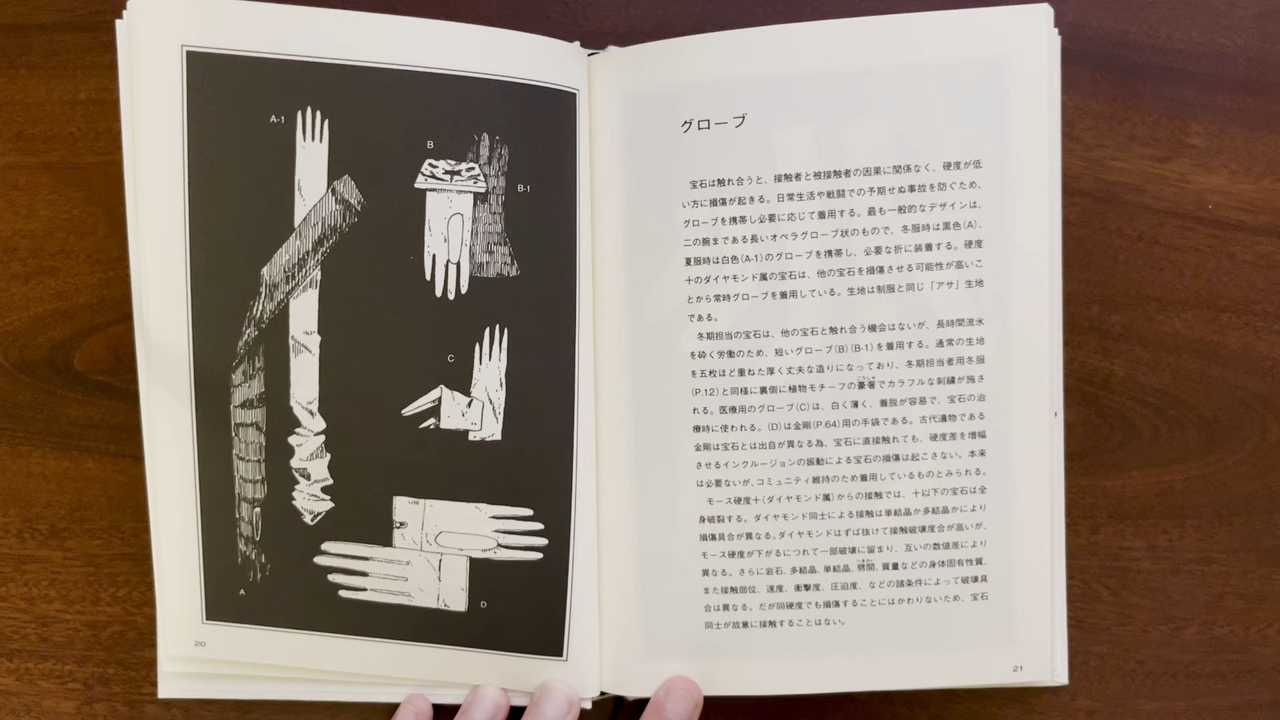 A-1
B
B-1
C
A
D
20
グローブ
宝石は触れ合うと、接触者と被接触者の因果に関係なく、硬度が低
い方に損傷が起きる。日常生活や戦闘での予期せぬ事故を防ぐため、
グローブを携帯し必要に応じて着用する。最も一般的なデザインは、
二の腕まである長いオペラグローブ状のもので、冬服時は黒色(A)、
夏服時は白色(A-1)のグローブを携帯し、必要な折に装着する。硬度
十のダイヤモンド属の宝石は、他の宝石を損傷させる可能性が高いこ
とから常時グローブを着用している。生地は制服と同じ「アサ」生地
である。
冬期担当の宝石は、他の宝石と触れ合う機会はないが、長時間流氷
を砕く労働のため、短いグローブ(B)(B-1)を着用する。通常の生地
を五枚ほど重ねた厚く丈夫な造りになっており、冬期担当者用冬服
(P.12)と同様に裏側に植物モチーフの豪奢でカラフルな刺繍が施さ
れる。医療用のグローブ(C)は、白く薄く、着脱が容易で、宝石の治
療時に使われる。(D)は金剛(P.64)用の手袋である。古代遺物である
金剛は宝石とは出自が異なる為、宝石に直接触れても、硬度差を増幅
させるインクルージョンの振動による宝石の損傷は起こさない。本来
は必要ないが、コミュニティ維持のため着用しているものとみられる。
モース硬度十(ダイヤモンド属)からの接触では、十以下の宝石は全
身破裂する。ダイヤモンド同士による接触は単結晶か多結晶かにより
損傷具合が異なる。ダイヤモンドはずば抜けて接触破壊度合が高いが、
モース硬度が下がるにつれて一部破壊に留まり、互いの数値差により
異なる。さらに岩石、多結晶、単結晶、劈開、質量などの身体固有性質、
また接触部位、速度、衝撃度、圧迫度、などの諸条件によって破壊具
合は異なる。だが同硬度でも損傷することにはかわりないため、宝石
同士が故意に接触することはない。
21